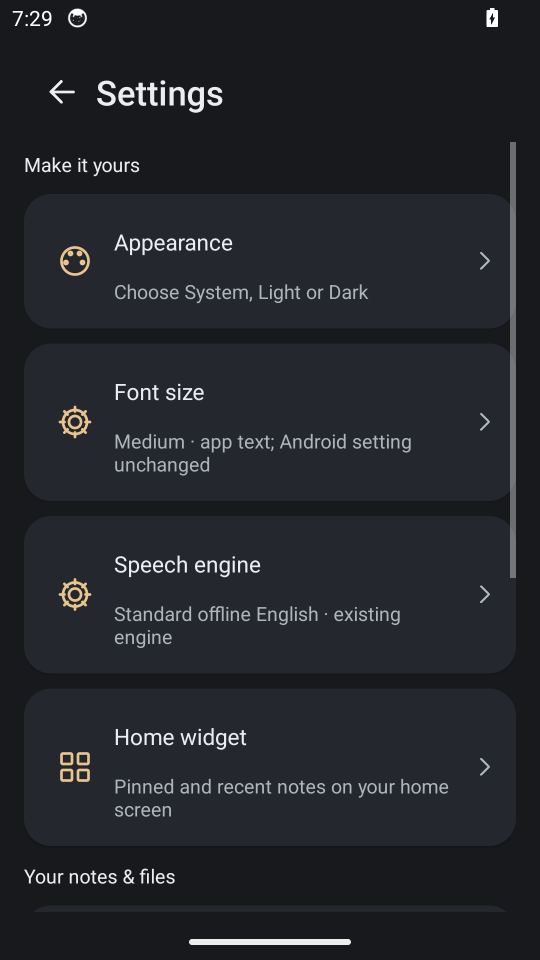 7:29
Settings
Make it yours
Appearance
Choose System, Light or Dark
Font size
Medium · app text; Android setting
unchanged
Speech engine
Standard offline English · existing
engine
Home widget
Pinned and recent notes on your home
screen
Your notes & files